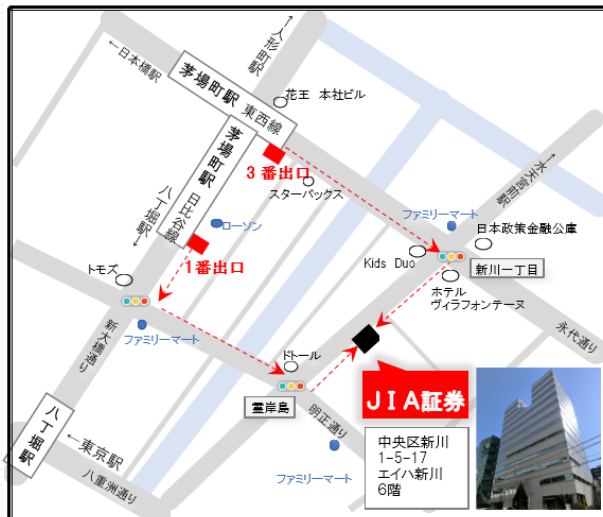 ↑人形町駅
←日本橋駅
茅場町駅 東西線
花王 本社ビル
茅場町駅 日比谷線
八丁堀駅↓
3番出口
スターバックス
ローソン
1番出口
トモズ
ファミリーマート
↑水天宮前駅
ファミリーマート
日本政策金融公庫
Kids Duo
新川一丁目
ホテル
ヴィラフォンテーヌ
永代通り
新大橋通り
ドトール
霊岸島
明正通り
ファミリーマート
八丁堀駅
←東京駅
八重洲通り
JIA証券
中央区新川
1-5-17
エイハ新川
6階